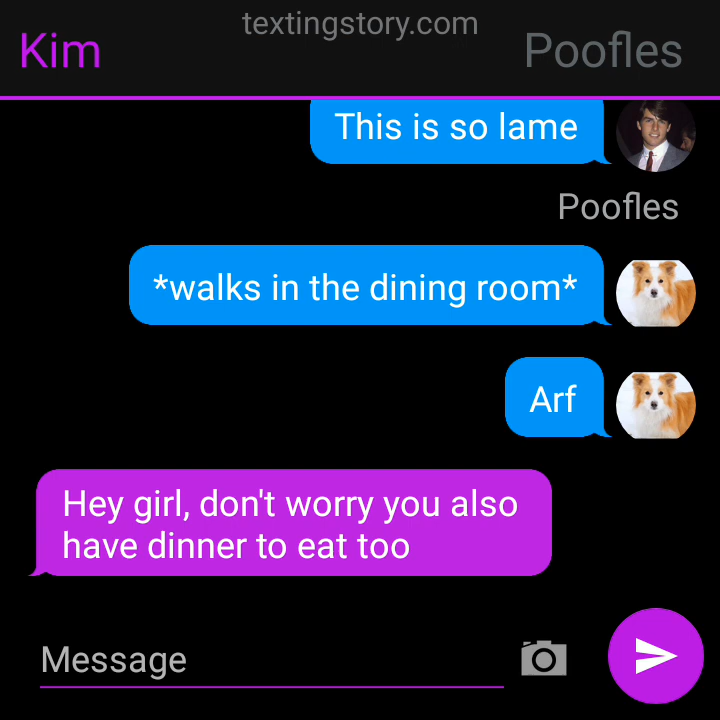 textingstory.com
Kim
Poofles
This is so lame
Poofles
*walks in the dining room*
Arf
Hey girl, don't worry you also
have dinner to eat too
Message